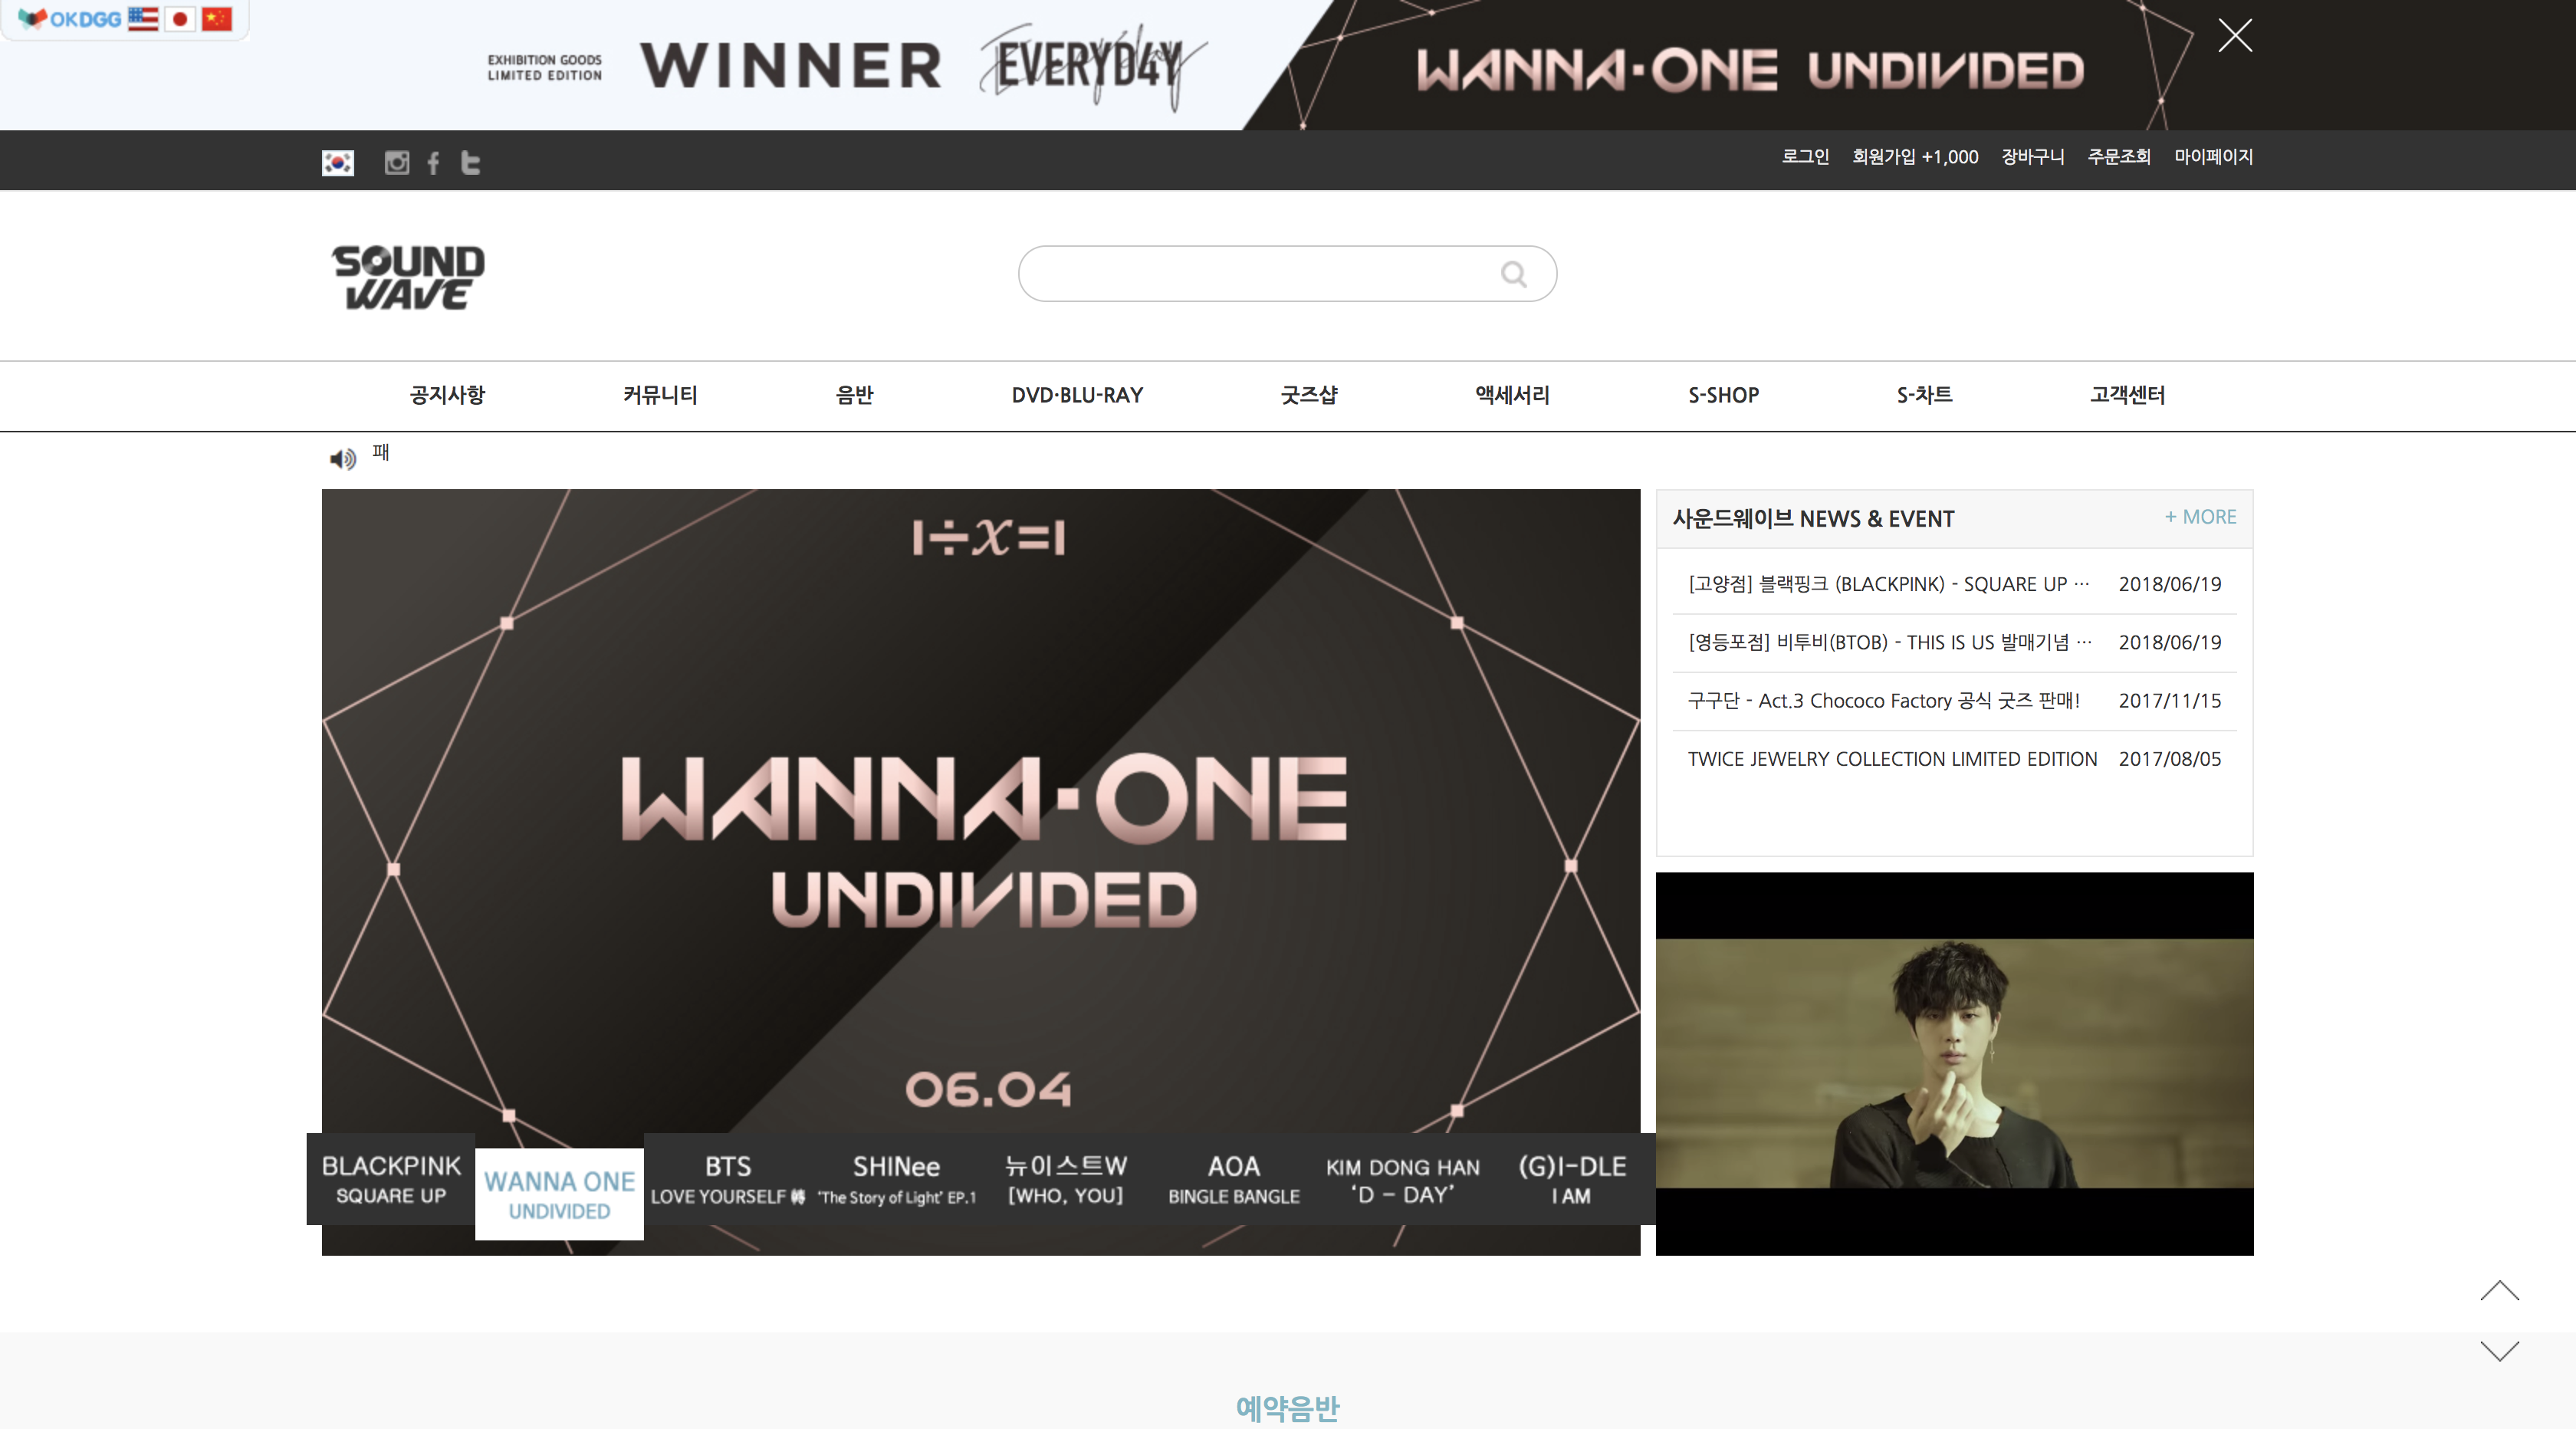 OKDGG
EXHIBITION GOODS
LIMITED EDITION
WINNER
EVERYD4Y
WANNA·ONE UNDIVIDED
로그인 회원가입 +1,000 장바구니 주문조회 마이페이지
SOUND
WAVE
공지사항 커뮤니티 음반 DVD·BLU-RAY 굿즈샵 액세서리 S-SHOP S-차트 고객센터
패
1÷x=1
WANNA·ONE
UNDIVIDED
06.04
BLACKPINK
SQUARE UP
WANNA ONE
UNDIVIDED
BTS
LOVE YOURSELF 轉
SHINee
'The Story of Light' EP.1
뉴이스트W
[WHO, YOU]
AOA
BINGLE BANGLE
KIM DONG HAN
'D - DAY'
(G)I-DLE
I AM
사운드웨이브 NEWS & EVENT + MORE
[고양점] 블랙핑크 (BLACKPINK) - SQUARE UP ··· 2018/06/19
[영등포점] 비투비(BTOB) - THIS IS US 발매기념 ··· 2018/06/19
구구단 - Act.3 Chococo Factory 공식 굿즈 판매! 2017/11/15
TWICE JEWELRY COLLECTION LIMITED EDITION 2017/08/05
예약음반